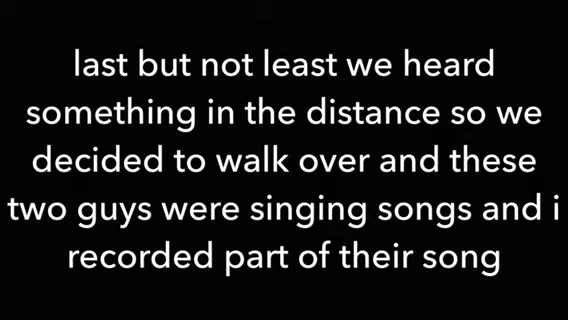 last but not least we heard
something in the distance so we
decided to walk over and these
two guys were singing songs and i
recorded part of their song